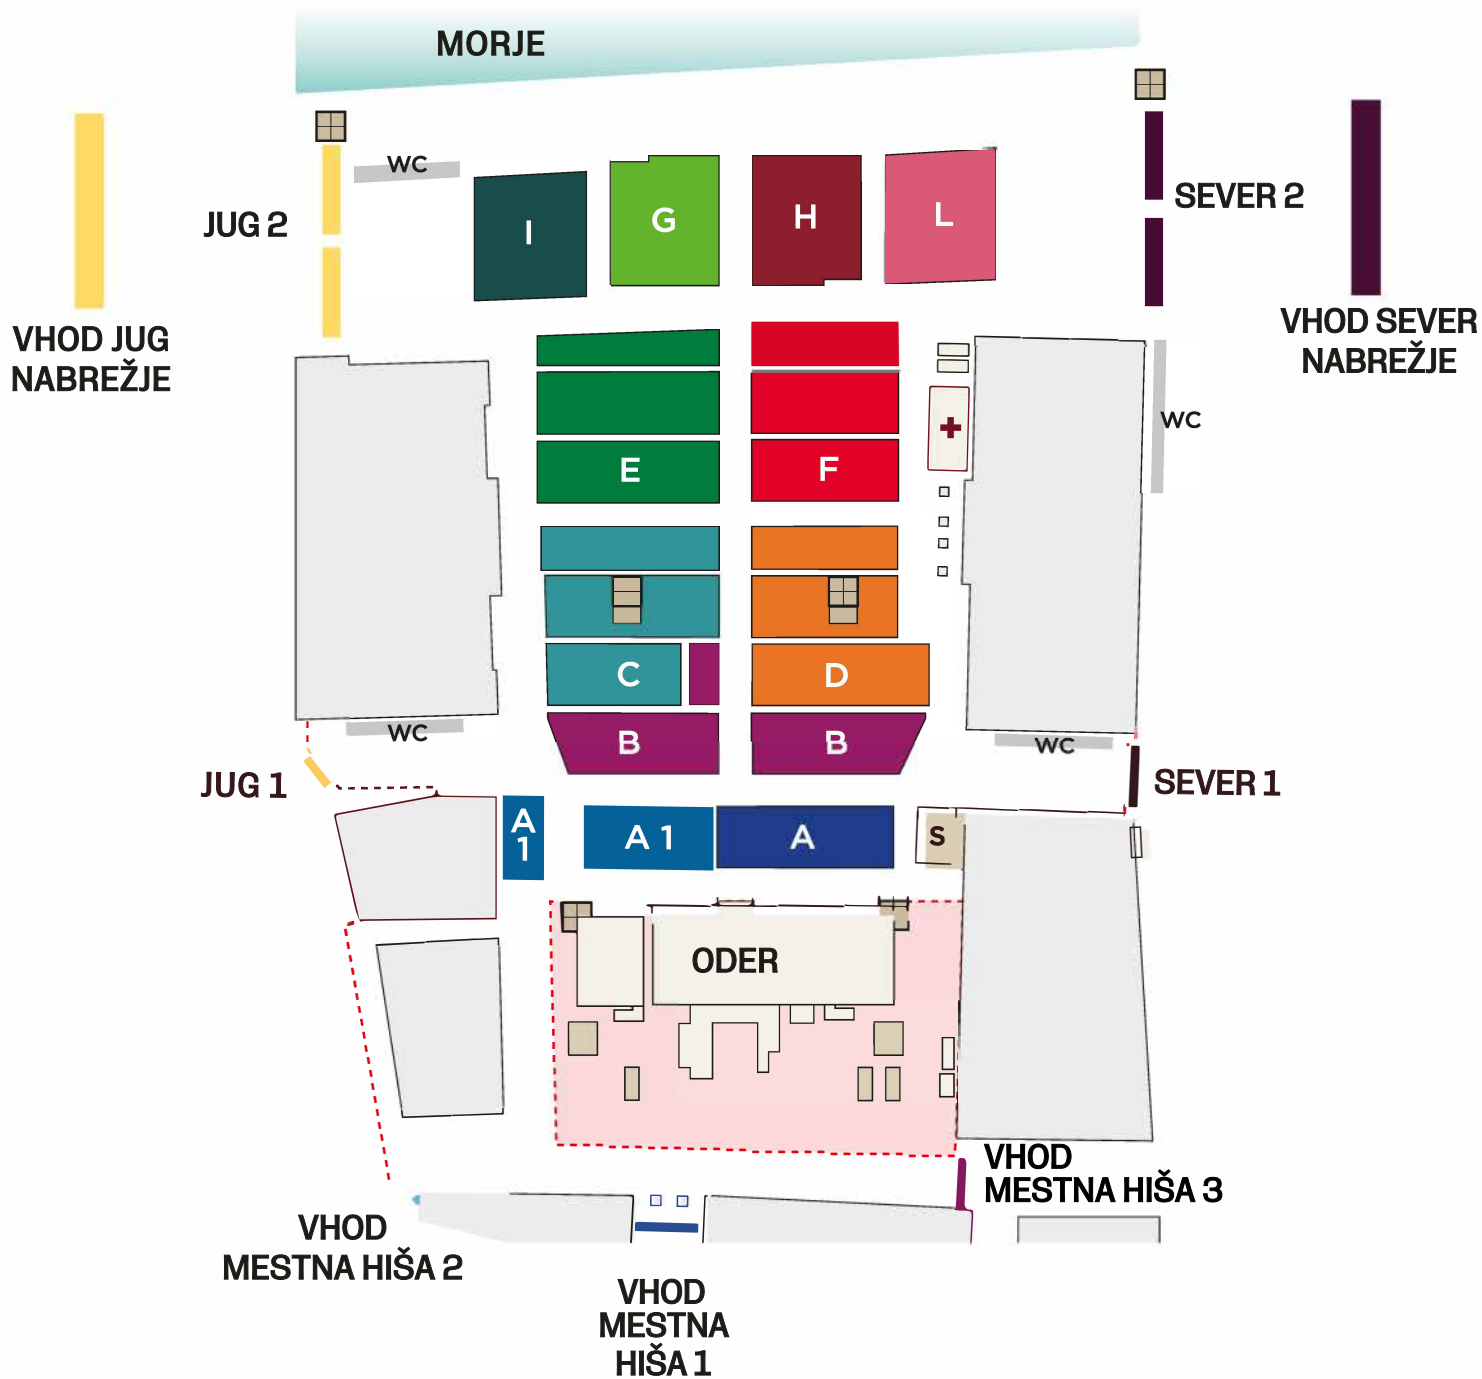 MORJE
WC
JUG 2
I
G
H
L
SEVER 2
VHOD JUG
NABREŽJE
VHOD SEVER
NABREŽJE
WC
E
F
C
D
WC
B
B
WC
JUG 1
SEVER 1
A
1
A 1
A
S
ODER
VHOD
MESTNA HIŠA 3
VHOD
MESTNA HIŠA 2
VHOD
MESTNA
HIŠA 1